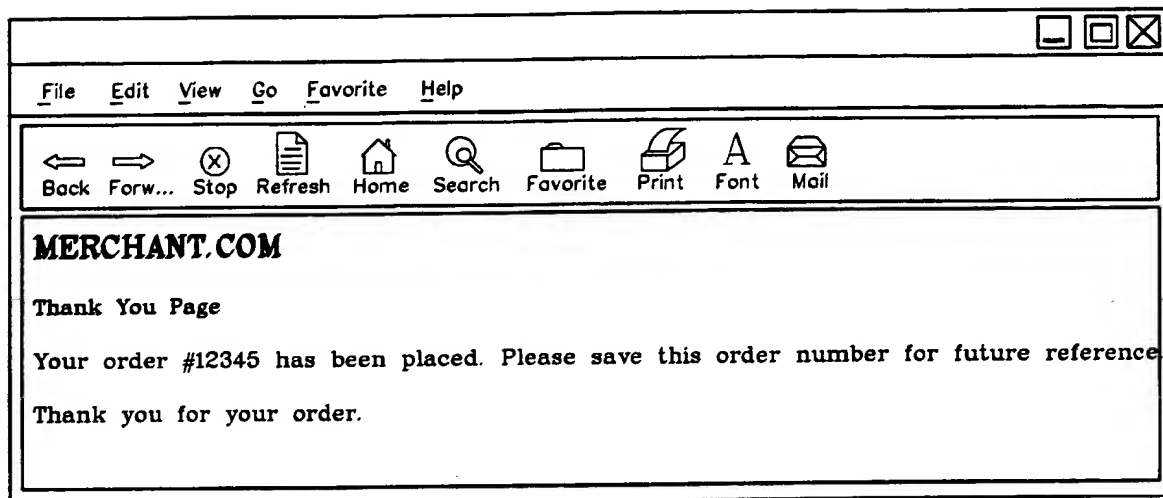 File Edit View Go Favorite Help
Back Forw... Stop Refresh Home Search Favorite Print Font Mail
MERCHANT.COM
Thank You Page
Your order #12345 has been placed. Please save this order number for future reference.
Thank you for your order.